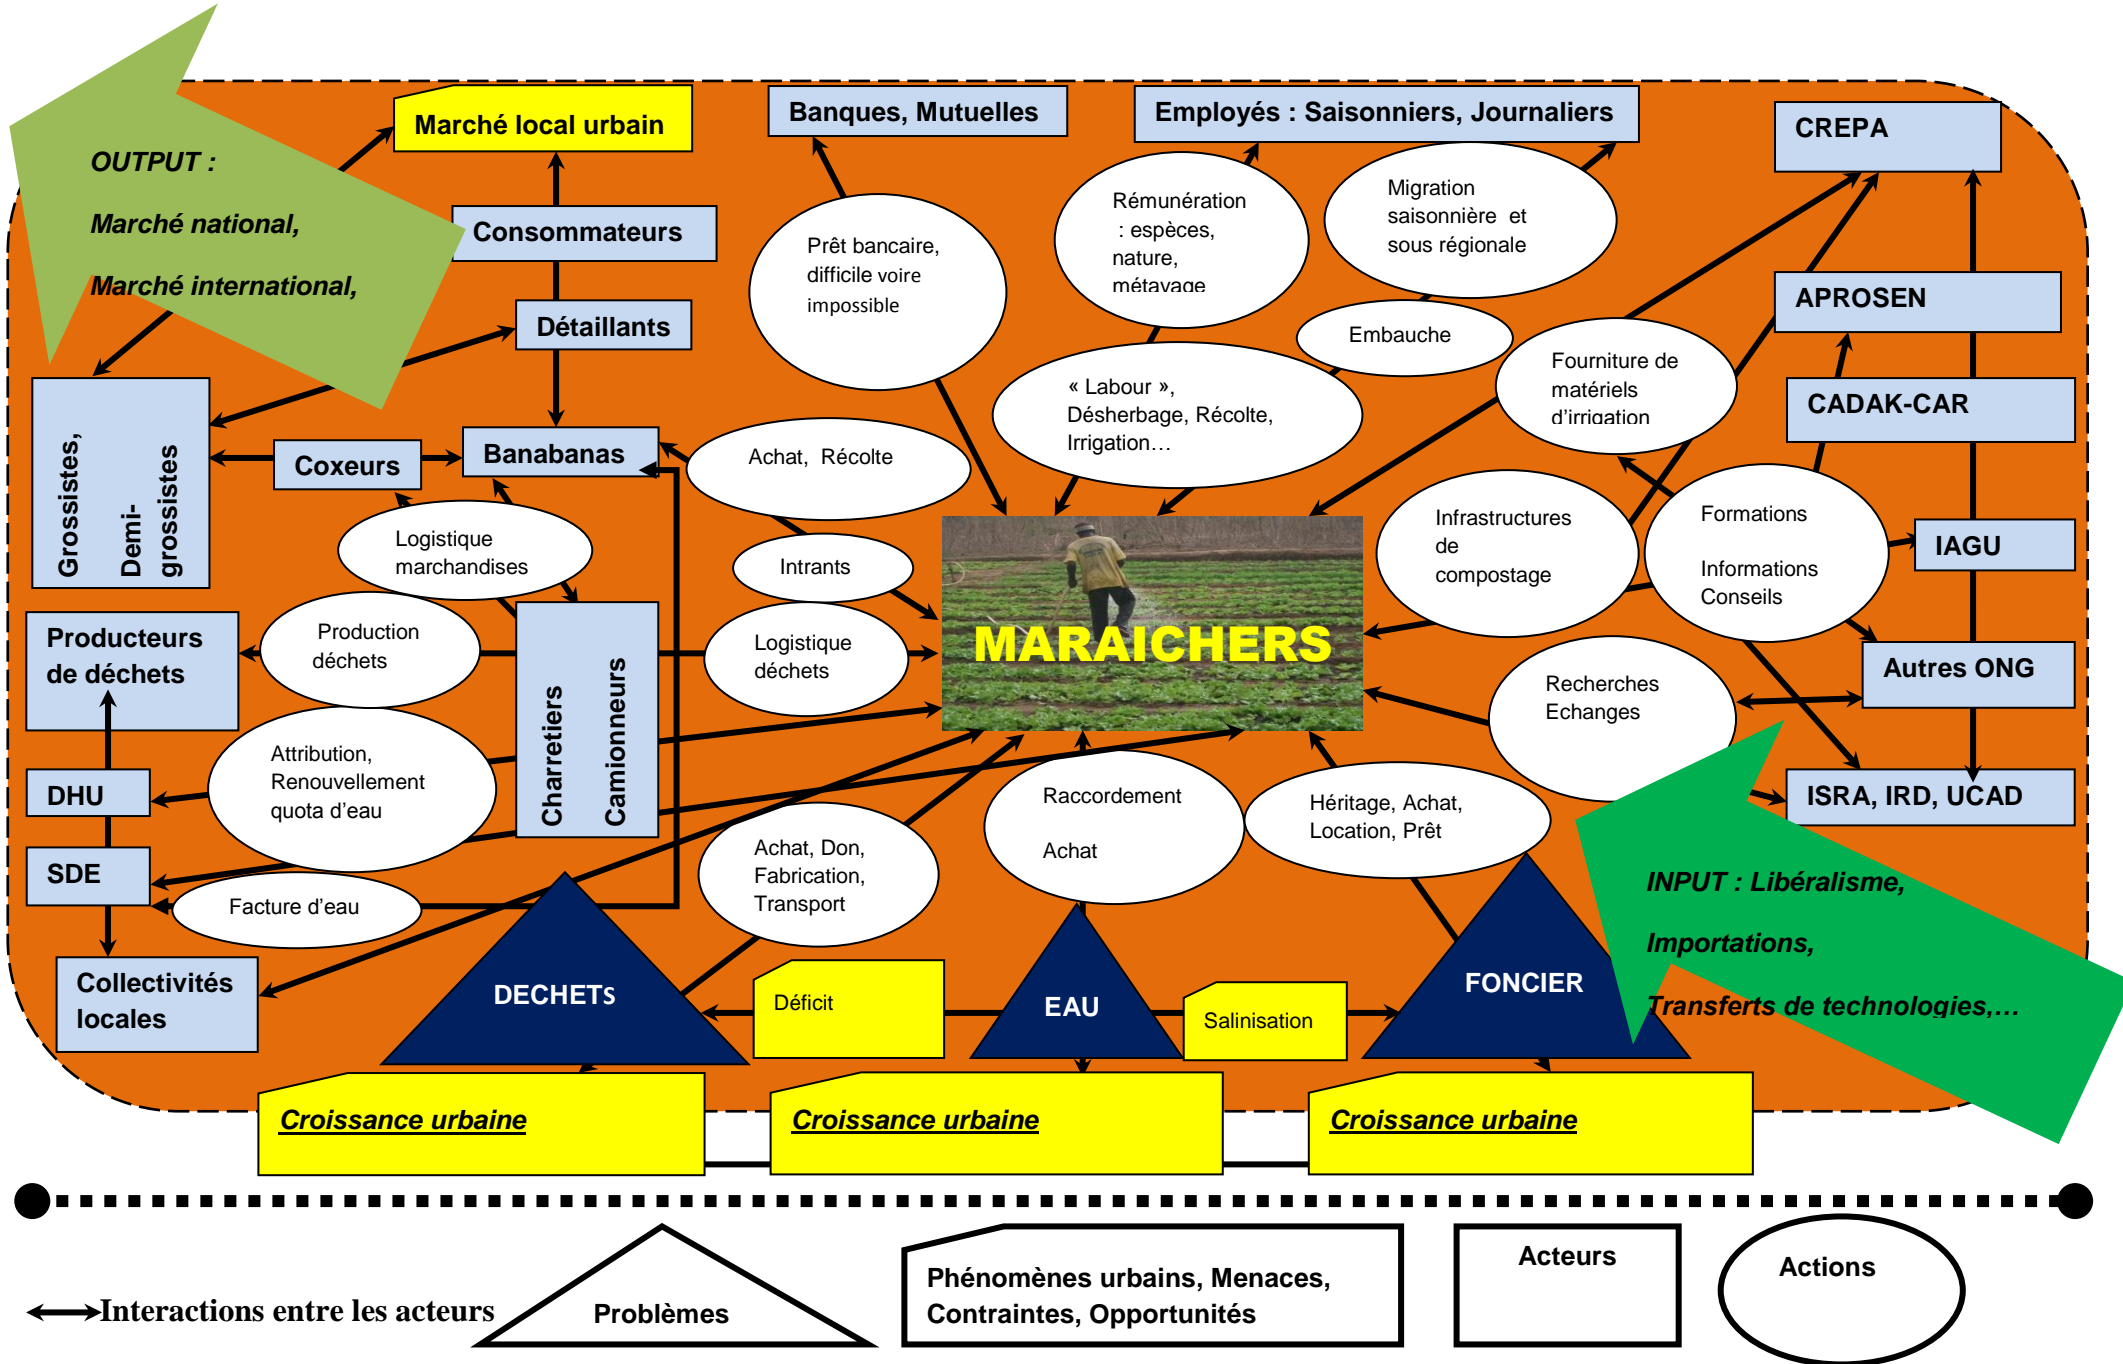 OUTPUT :
Marché national,
Marché international,
Marché local urbain
Banques, Mutuelles
Employés : Saisonniers, Journaliers
CREPA
Consommateurs
Prêt bancaire,
difficile voire
impossible
Rémunération
: espèces,
nature,
métayage
Migration
saisonnière et
sous régionale
APROSEN
Détaillants
Embauche
Fourniture de
matériels
d'irrigation
CADAK-CAR
« Labour »,
Désherbage, Récolte,
Irrigation…
Grossistes,
Demi-
grossistes
Coxeurs
Banabanas
Achat, Récolte
Logistique
marchandises
Intrants
Infrastructures
de
compostage
Formations
Informations
Conseils
IAGU
Producteurs
de déchets
Production
déchets
Charretiers
Camionneurs
Logistique
déchets
MARAICHERS
Recherches
Echanges
Autres ONG
DHU
Attribution,
Renouvellement
quota d'eau
ISRA, IRD, UCAD
SDE
Facture d'eau
Achat, Don,
Fabrication,
Transport
Raccordement
Achat
Héritage, Achat,
Location, Prêt
INPUT : Libéralisme,
Importations,
Transferts de technologies,…
Collectivités
locales
DECHETS
Déficit
EAU
Salinisation
FONCIER
Croissance urbaine
Croissance urbaine
Croissance urbaine
Interactions entre les acteurs
Problèmes
Phénomènes urbains, Menaces,
Contraintes, Opportunités
Acteurs
Actions